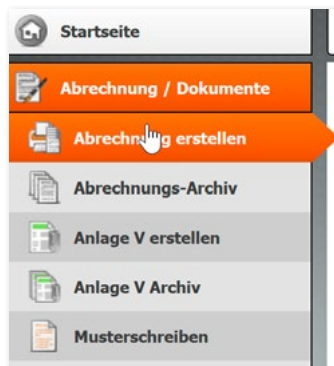 Startseite
Abrechnung / Dokumente
Abrechnung erstellen
Abrechnungs-Archiv
Anlage V erstellen
Anlage V Archiv
Musterschreiben